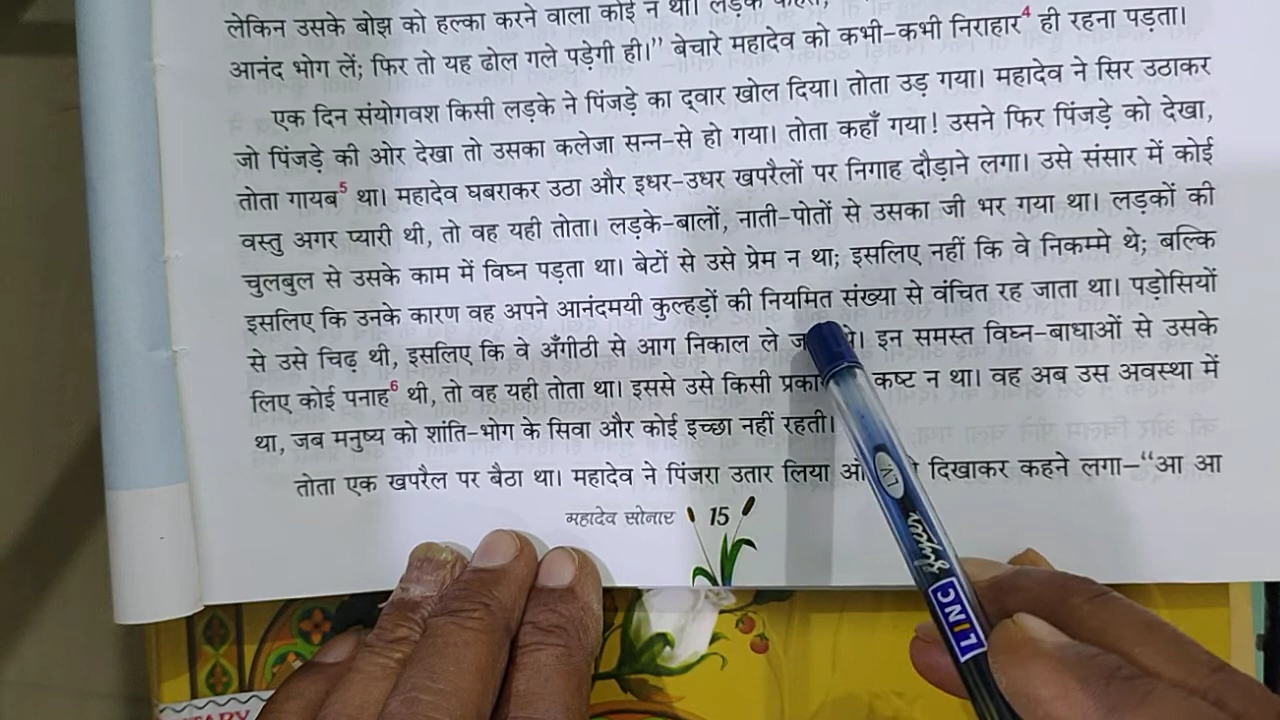 लेकिन उसके बोझ को हल्का करने वाला कोई न था। लड़के कहते,
आनंद भोग लें; फिर तो यह ढोल गले पड़ेगी ही।” बेचारे महादेव को कभी-कभी निराहार4 ही रहना पड़ता।
एक दिन संयोगवश किसी लड़के ने पिंजड़े का द्वार खोल दिया। तोता उड़ गया। महादेव ने सिर उठाकर
जो पिंजड़े की ओर देखा तो उसका कलेजा सन्न-से हो गया। तोता कहाँ गया! उसने फिर पिंजड़े को देखा,
तोता गायब5 था। महादेव घबराकर उठा और इधर-उधर खपरैलों पर निगाह दौड़ाने लगा। उसे संसार में कोई
वस्तु अगर प्यारी थी, तो वह यही तोता। लड़के-बालों, नाती-पोतों से उसका जी भर गया था। लड़कों की
चुलबुल से उसके काम में विघ्न पड़ता था। बेटों से उसे प्रेम न था; इसलिए नहीं कि वे निकम्मे थे; बल्कि
इसलिए कि उनके कारण वह अपने आनंदमयी कुल्हड़ों की नियमित संख्या से वंचित रह जाता था। पड़ोसियों
से उसे चिढ़ थी, इसलिए कि वे अँगीठी से आग निकाल ले थे। इन समस्त विघ्न-बाधाओं से उसके
लिए कोई पनाह6 थी, तो वह यही तोता था। इससे उसे किसी कष्ट न था। वह अब उस अवस्था में
था, जब मनुष्य को शांति-भोग के सिवा और कोई इच्छा नहीं रहती।
तोता एक खपरैल पर बैठा था। महादेव ने पिंजरा उतार लिया दिखाकर कहने लगा–“आ आ
महादेव सोनार 15
LINC